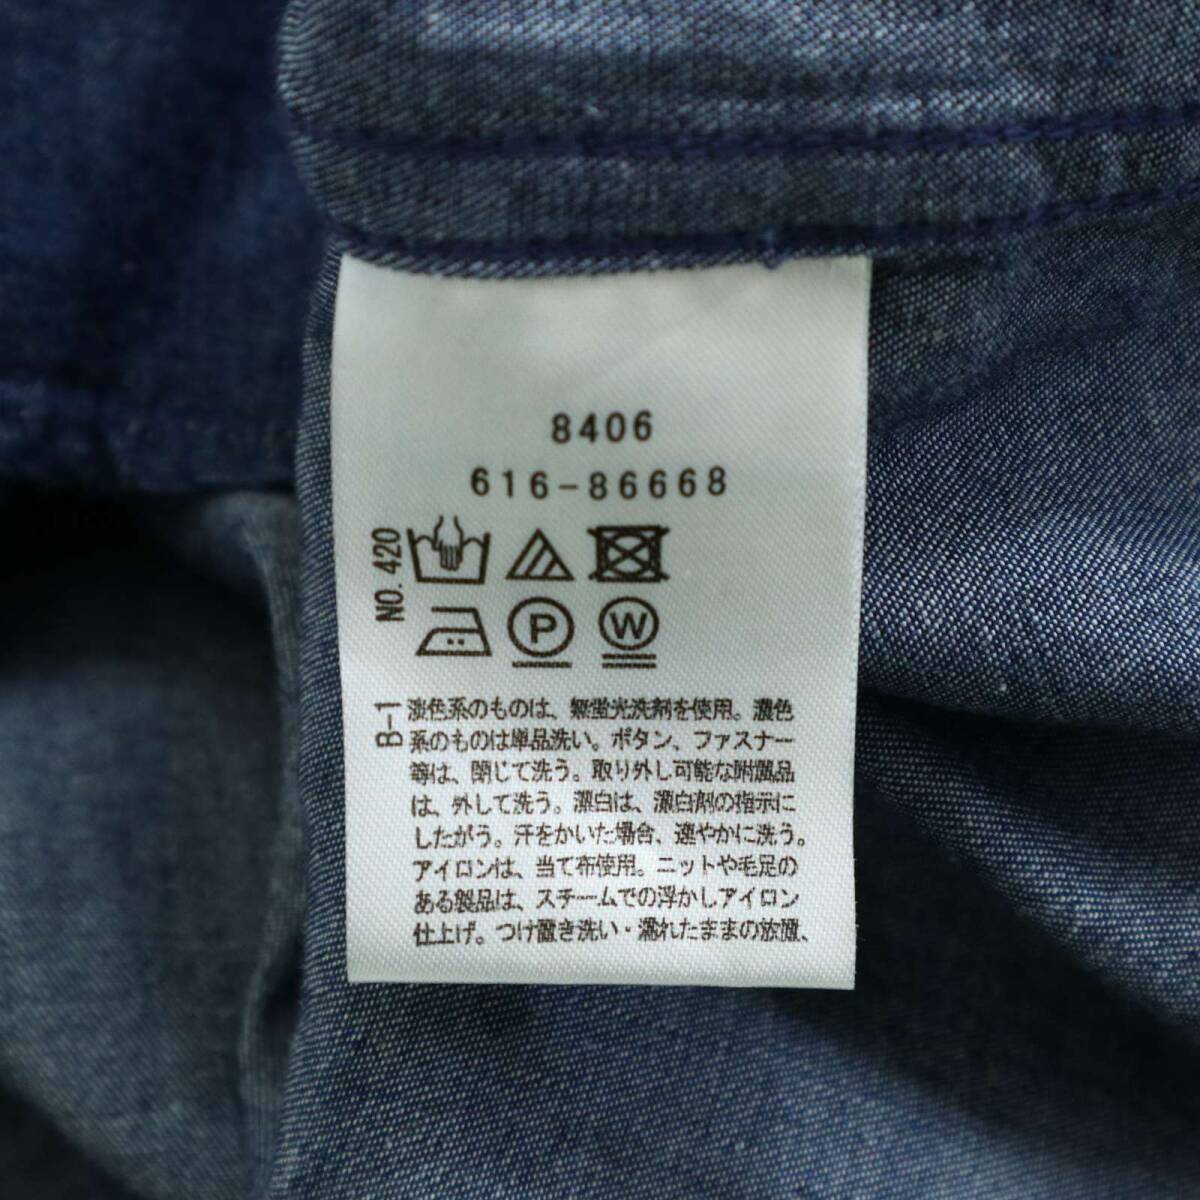 8406
616-86668
NO. 420
P
W
B-1
淡色系のものは、無蛍光洗剤を使用。濃色
系のものは単品洗い。ボタン、ファスナー
等は、閉じて洗う。取り外し可能な附属品
は、外して洗う。漂白は、漂白剤の指示に
したがう。汗をかいた場合、速やかに洗う。
アイロンは、当て布使用。ニットや毛足の
ある製品は、スチームでの浮かしアイロン
仕上げ。つけ置き洗い・濡れたままの放置、